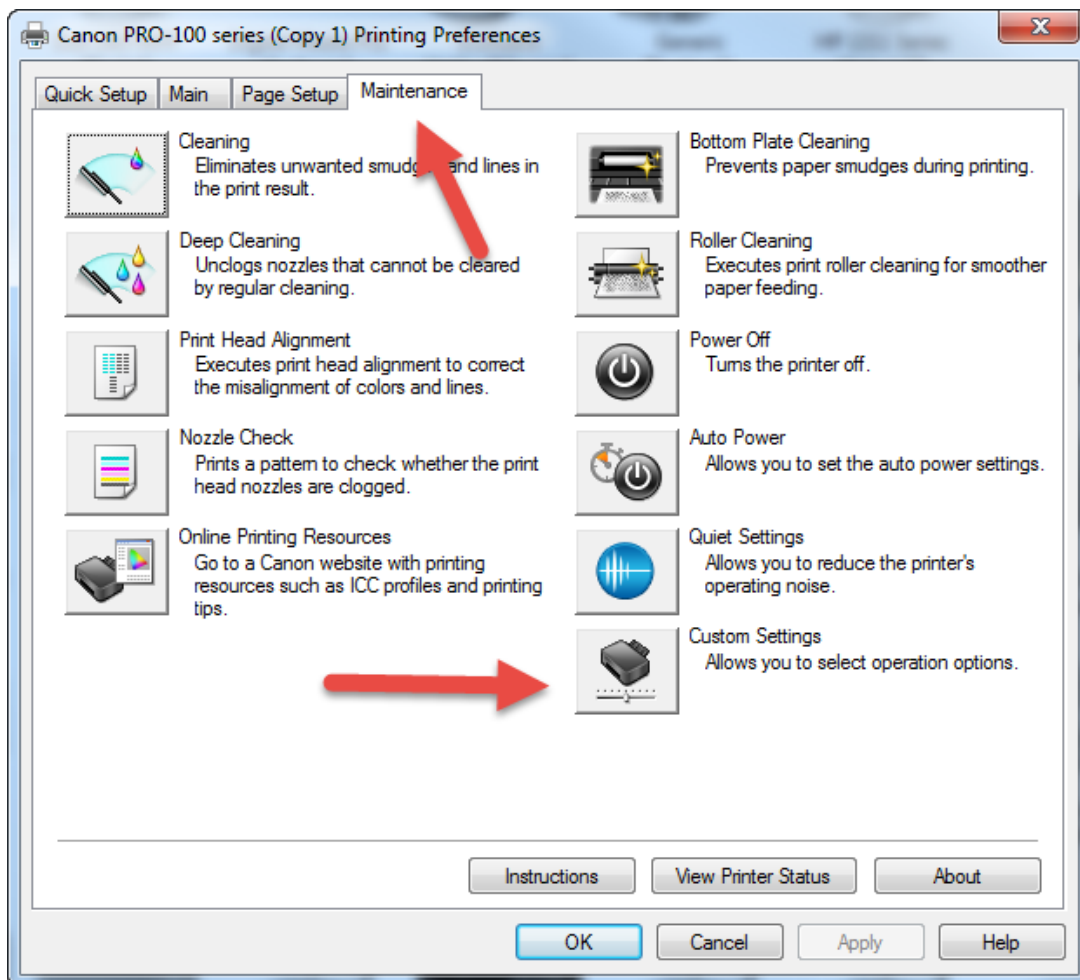 Canon PRO-100 series (Copy 1) Printing Preferences
Quick Setup
Main
Page Setup
Maintenance
Cleaning
Eliminates unwanted and lines in
the print result.
Deep Cleaning
Unclogs nozzles that cannot be cleared
by regular cleaning.
Print Head Alignment
Executes print head alignment to correct
the misalignment of colors and lines.
Nozzle Check
Prints a pattern to check whether the print
head nozzles are clogged.
Online Printing Resources
Go to a Canon website with printing
resources such as ICC profiles and printing
tips.
Bottom Plate Cleaning
Prevents paper smudges during printing.
Roller Cleaning
Executes print roller cleaning for smoother
paper feeding.
Power Off
Turns the printer off.
Auto Power
Allows you to set the auto power settings.
Quiet Settings
Allows you to reduce the printer's
operating noise.
Custom Settings
Allows you to select operation options.
Instructions
View Printer Status
About
OK
Cancel
Apply
Help